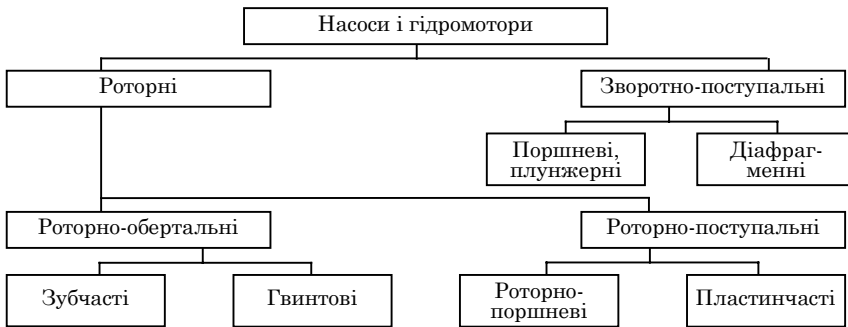 Насоси і гідромотори
Роторні
Зворотно-поступальні
Поршневі,
плунжерні
Діафраг-
менні
Роторно-обертальні
Роторно-поступальні
Зубчасті
Гвинтові
Роторно-
поршневі
Пластинчасті